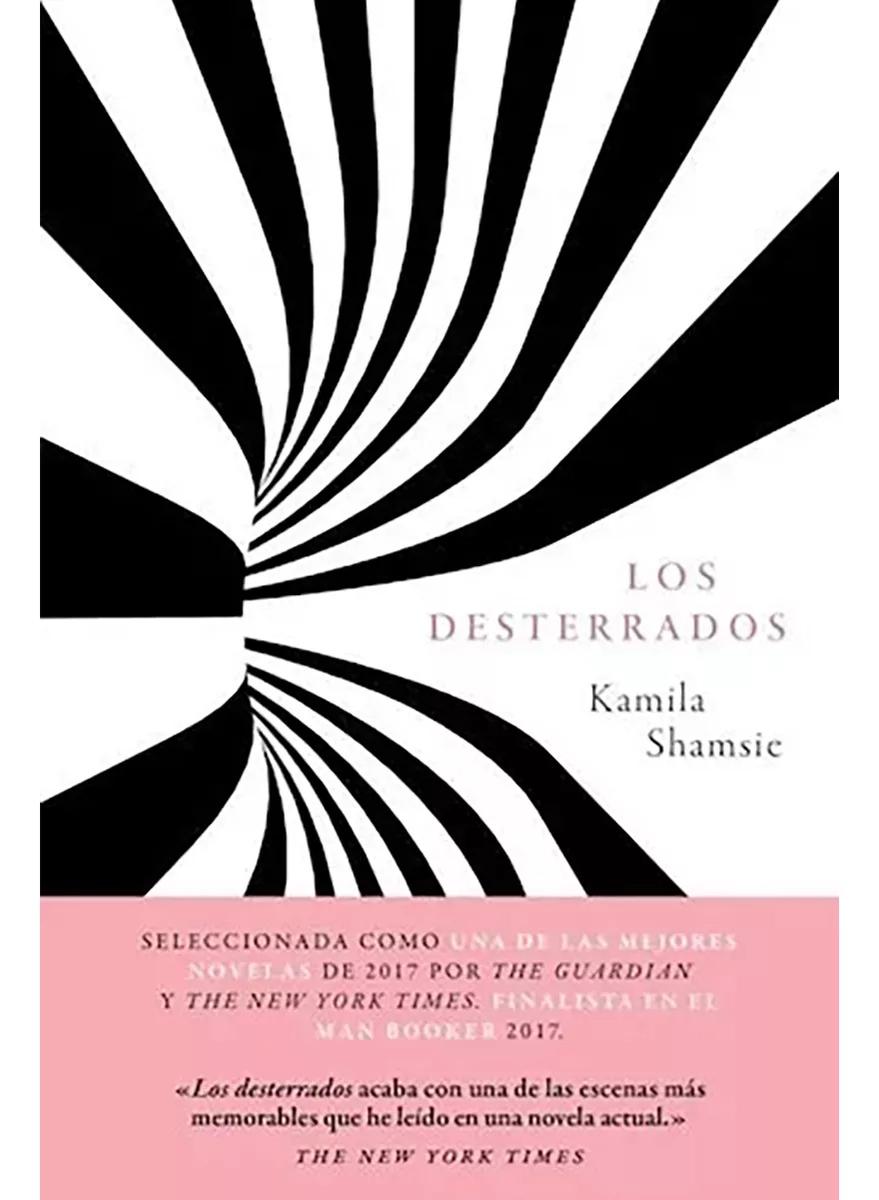 LOS
DESTERRADOS
Kamila
Shamsie
SELECCIONADA COMO UNA DE LAS MEJORES
NOVELAS DE 2017 POR THE GUARDIAN
Y THE NEW YORK TIMES. FINALISTA EN EL
MAN BOOKER 2017.
«Los desterrados acaba con una de las escenas más
memorables que he leído en una novela actual.»
THE NEW YORK TIMES